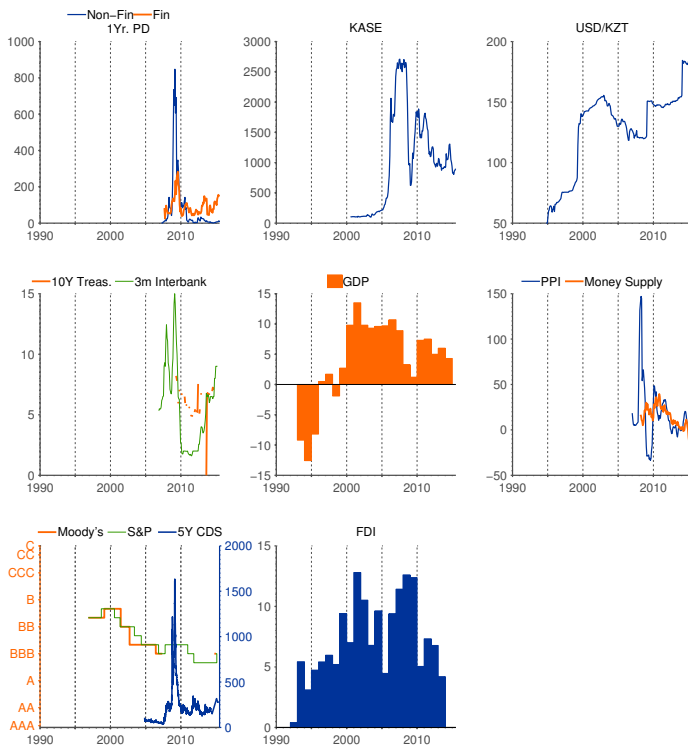 Non−Fin Fin
1Yr. PD
1000
800
600
400
200
0
1990 2000 2010
KASE
3000
2500
2000
1500
1000
500
0
1990 2000 2010
USD/KZT
200
150
100
50
1990 2000 2010
10Y Treas. 3m Interbank
15
10
5
0
1990 2000 2010
GDP
15
10
5
0
−5
−10
−15
1990 2000 2010
PPI Money Supply
150
100
50
0
−50
1990 2000 2010
Moody's S&P 5Y CDS
C
CC
CCC
B
BB
BBB
A
AA
AAA
2000
1500
1000
500
0
1990 2000 2010
FDI
15
10
5
0
1990 2000 2010